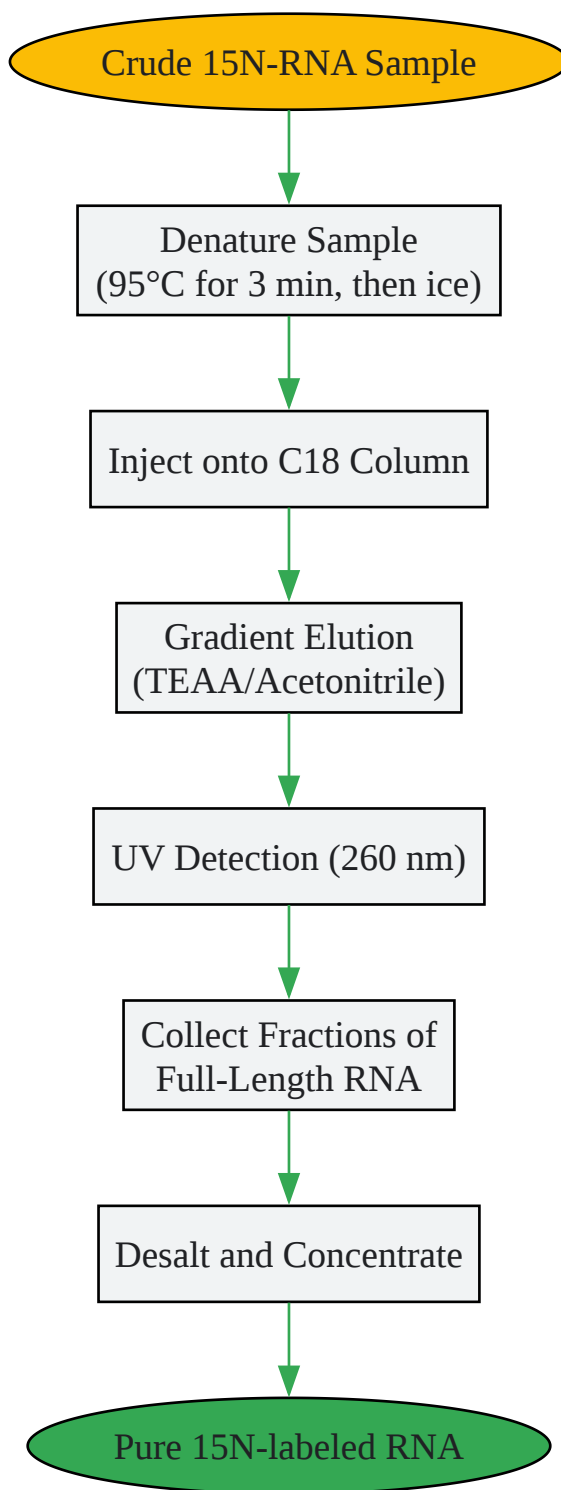 Crude 15N-RNA Sample
Denature Sample
(95°C for 3 min, then ice)
Inject onto C18 Column
Gradient Elution
(TEAA/Acetonitrile)
UV Detection (260 nm)
Collect Fractions of
Full-Length RNA
Desalt and Concentrate
Pure 15N-labeled RNA